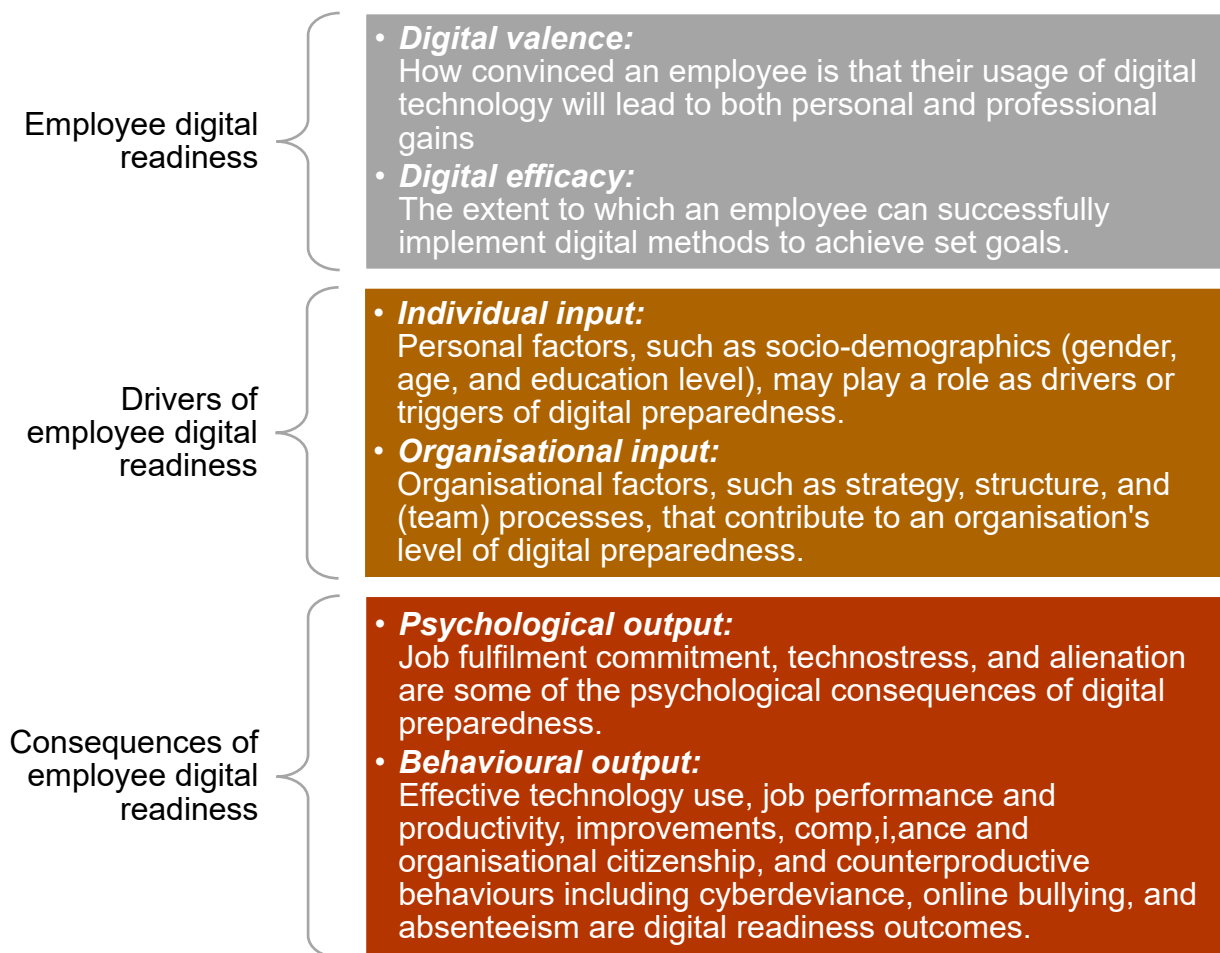 Employee digital
readiness
• Digital valence:
How convinced an employee is that their usage of digital
technology will lead to both personal and professional
gains
• Digital efficacy:
The extent to which an employee can successfully
implement digital methods to achieve set goals.
Drivers of
employee digital
readiness
• Individual input:
Personal factors, such as socio-demographics (gender,
age, and education level), may play a role as drivers or
triggers of digital preparedness.
• Organisational input:
Organisational factors, such as strategy, structure, and
(team) processes, that contribute to an organisation's
level of digital preparedness.
Consequences of
employee digital
readiness
• Psychological output:
Job fulfilment commitment, technostress, and alienation
are some of the psychological consequences of digital
preparedness.
• Behavioural output:
Effective technology use, job performance and
productivity, improvements, comp,i,ance and
organisational citizenship, and counterproductive
behaviours including cyberdeviance, online bullying, and
absenteeism are digital readiness outcomes.